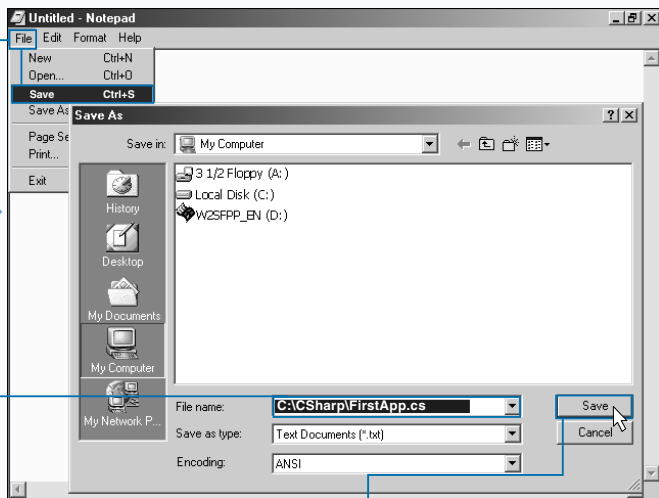 Untitled - Notepad
File Edit Format Help
New Ctrl+N
Open... Ctrl+O
Save Ctrl+S
Save As
Page Se
Print...
Exit
Save As
Save in: My Computer
3 1/2 Floppy (A:)
Local Disk (C:)
W2SFPP_EN (D:)
History
Desktop
My Documents
My Computer
My Network P...
File name: C:\CSharp\FirstApp.cs Save
Save as type: Text Documents (*.txt) Cancel
Encoding: ANSI